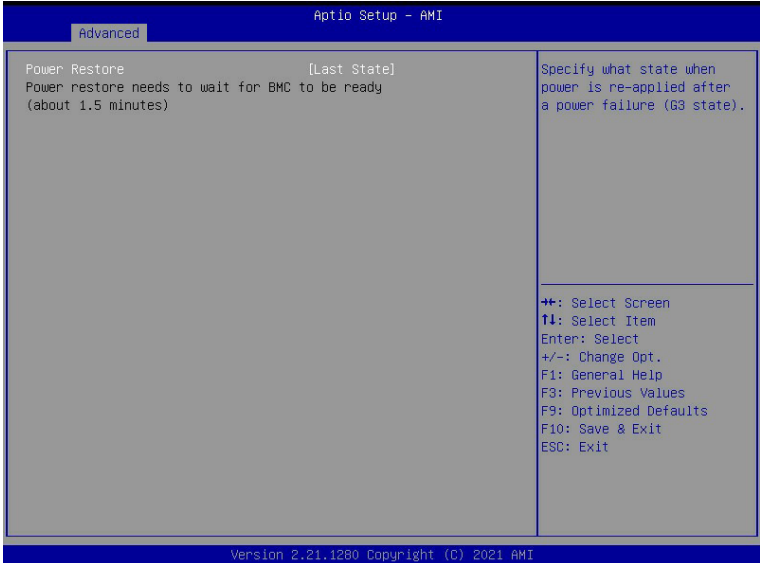 Aptio Setup – AMI
Advanced
Power Restore [Last State]
Power restore needs to wait for BMC to be ready
(about 1.5 minutes)
Specify what state when
power is re-applied after
a power failure (G3 state).
→←: Select Screen
↑↓: Select Item
Enter: Select
+/-: Change Opt.
F1: General Help
F3: Previous Values
F9: Optimized Defaults
F10: Save & Exit
ESC: Exit
Version 2.21.1280 Copyright (C) 2021 AMI